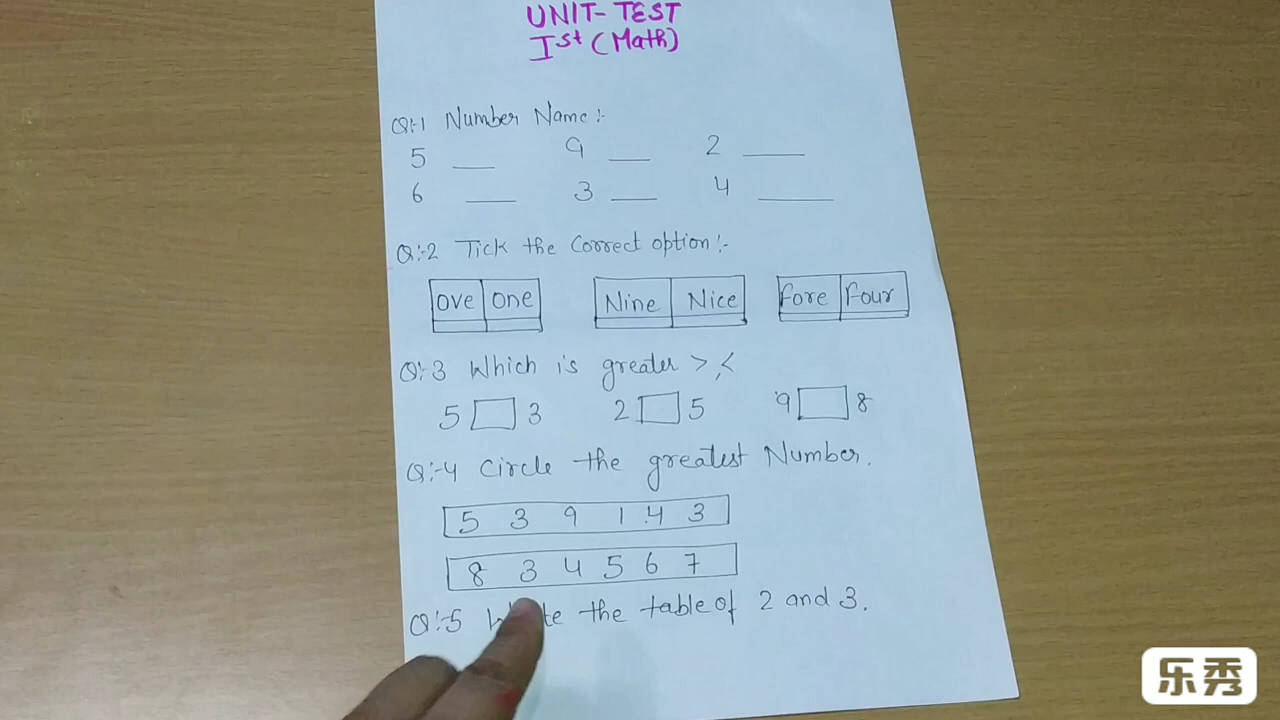 UNIT-TEST
Ist (Math)
Q:-1 Number Name:-
5 ___ 9 ___ 2 ___
6 ___ 3 ___ 4 ___
Q:-2 Tick the Correct option:-
ove one Nine Nice fore four
Q:-3 Which is greater >,<
5 3 2 5 9 8
Q:-4 Circle the greatest Number.
5 3 9 1 4 3
8 3 4 5 6 7
Q:-5 the table of 2 and 3.
乐秀